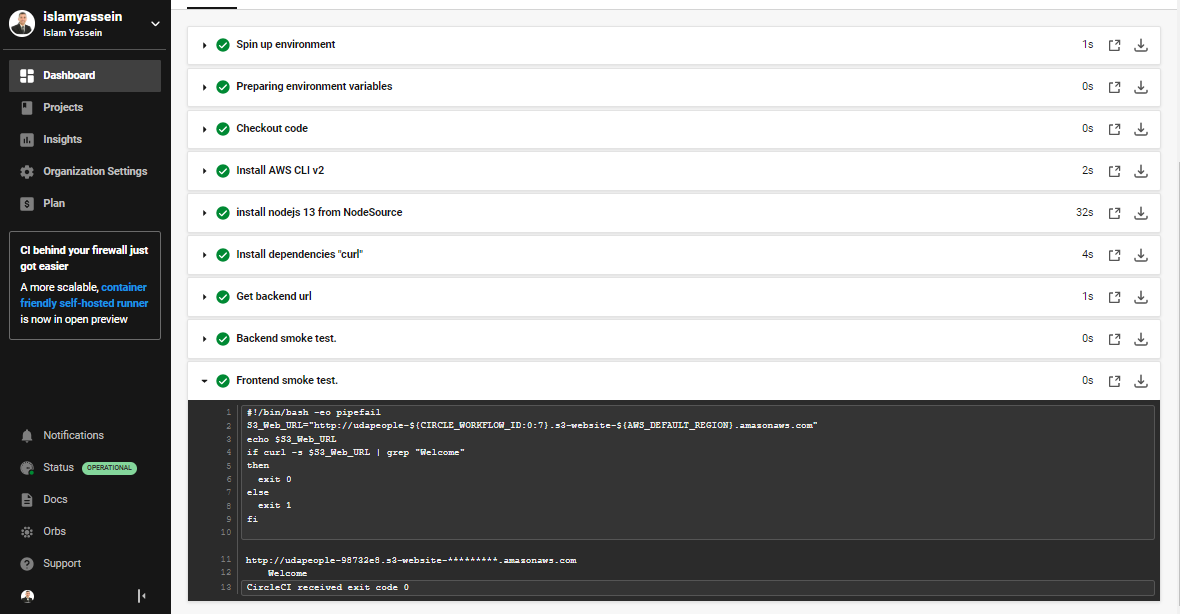 islamyassein
Islam Yassein
Dashboard
Projects
Insights
Organization Settings
Plan
CI behind your firewall just
got easier
A more scalable, container
friendly self-hosted runner
is now in open preview
Notifications
Status OPERATIONAL
Docs
Orbs
Support
Spin up environment 1s
Preparing environment variables 0s
Checkout code 0s
Install AWS CLI v2 2s
install nodejs 13 from NodeSource 32s
Install dependencies "curl" 4s
Get backend url 1s
Backend smoke test. 0s
Frontend smoke test. 0s
1 #!/bin/bash -eo pipefail
2 S3_Web_URL="http://udapeople-${CIRCLE_WORKFLOW_ID:0:7}.s3-website-${AWS_DEFAULT_REGION}.amazonaws.com"
3 echo $S3_Web_URL
4 if curl -s $S3_Web_URL | grep "Welcome"
5 then
6   exit 0
7 else
8   exit 1
9 fi
10
11 http://udapeople-98732e8.s3-website-*********.amazonaws.com
12     Welcome
13 CircleCI received exit code 0